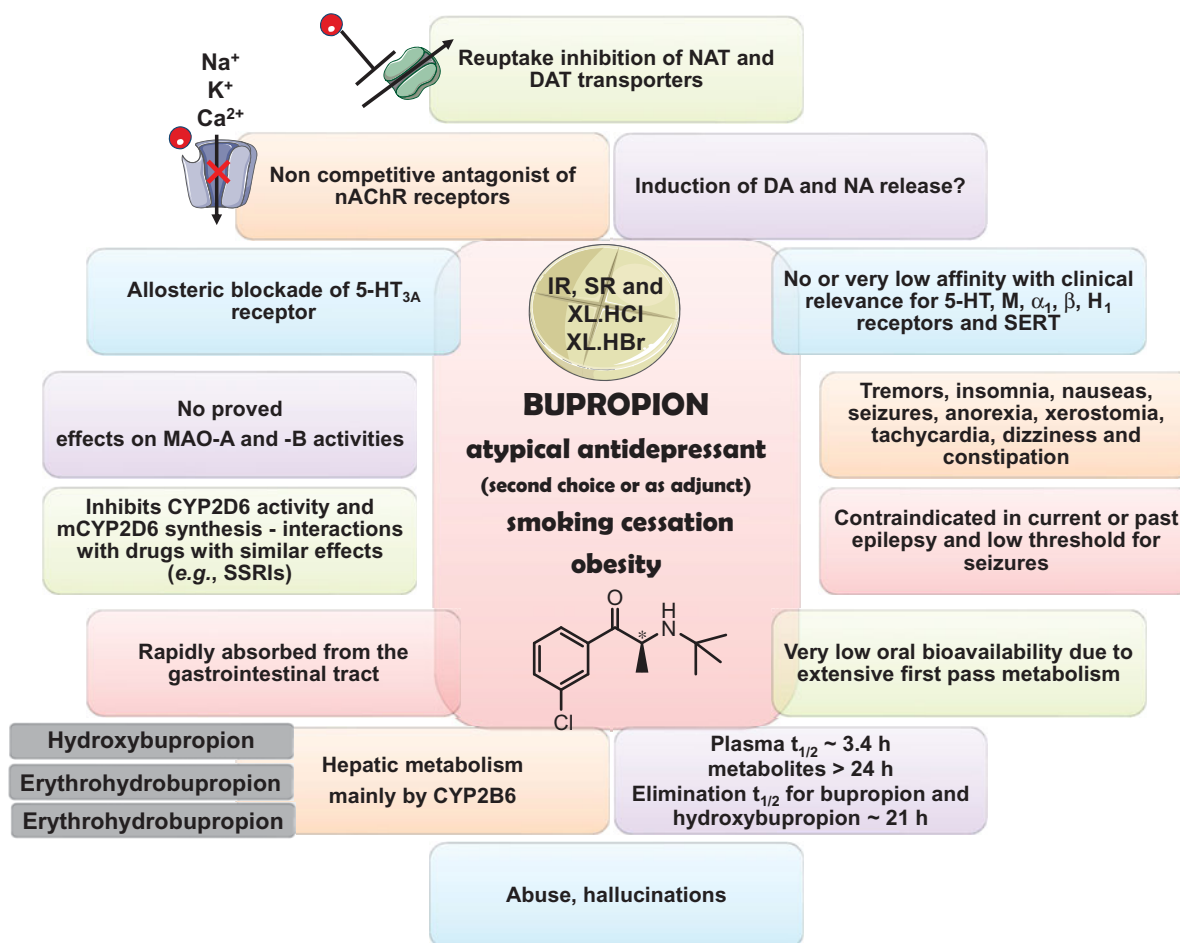 Na⁺
K⁺
Ca²⁺
Reuptake inhibition of NAT and
DAT transporters
Non competitive antagonist of
nAChR receptors
Induction of DA and NA release?
Allosteric blockade of 5-HT₃A
receptor
IR, SR and
XL.HCl
XL.HBr
No or very low affinity with clinical
relevance for 5-HT, M, α₁, β, H₁
receptors and SERT
No proved
effects on MAO-A and -B activities
BUPROPION
atypical antidepressant
(second choice or as adjunct)
smoking cessation
obesity
Tremors, insomnia, nauseas,
seizures, anorexia, xerostomia,
tachycardia, dizziness and
constipation
Inhibits CYP2D6 activity and
mCYP2D6 synthesis - interactions
with drugs with similar effects
(e.g., SSRIs)
Contraindicated in current or past
epilepsy and low threshold for
seizures
Rapidly absorbed from the
gastrointestinal tract
O
H
N
*
Cl
Very low oral bioavailability due to
extensive first pass metabolism
Hydroxybupropion
Erythrohydrobupropion
Erythrohydrobupropion
Hepatic metabolism
mainly by CYP2B6
Plasma t₁/₂ ~ 3.4 h
metabolites > 24 h
Elimination t₁/₂ for bupropion and
hydroxybupropion ~ 21 h
Abuse, hallucinations